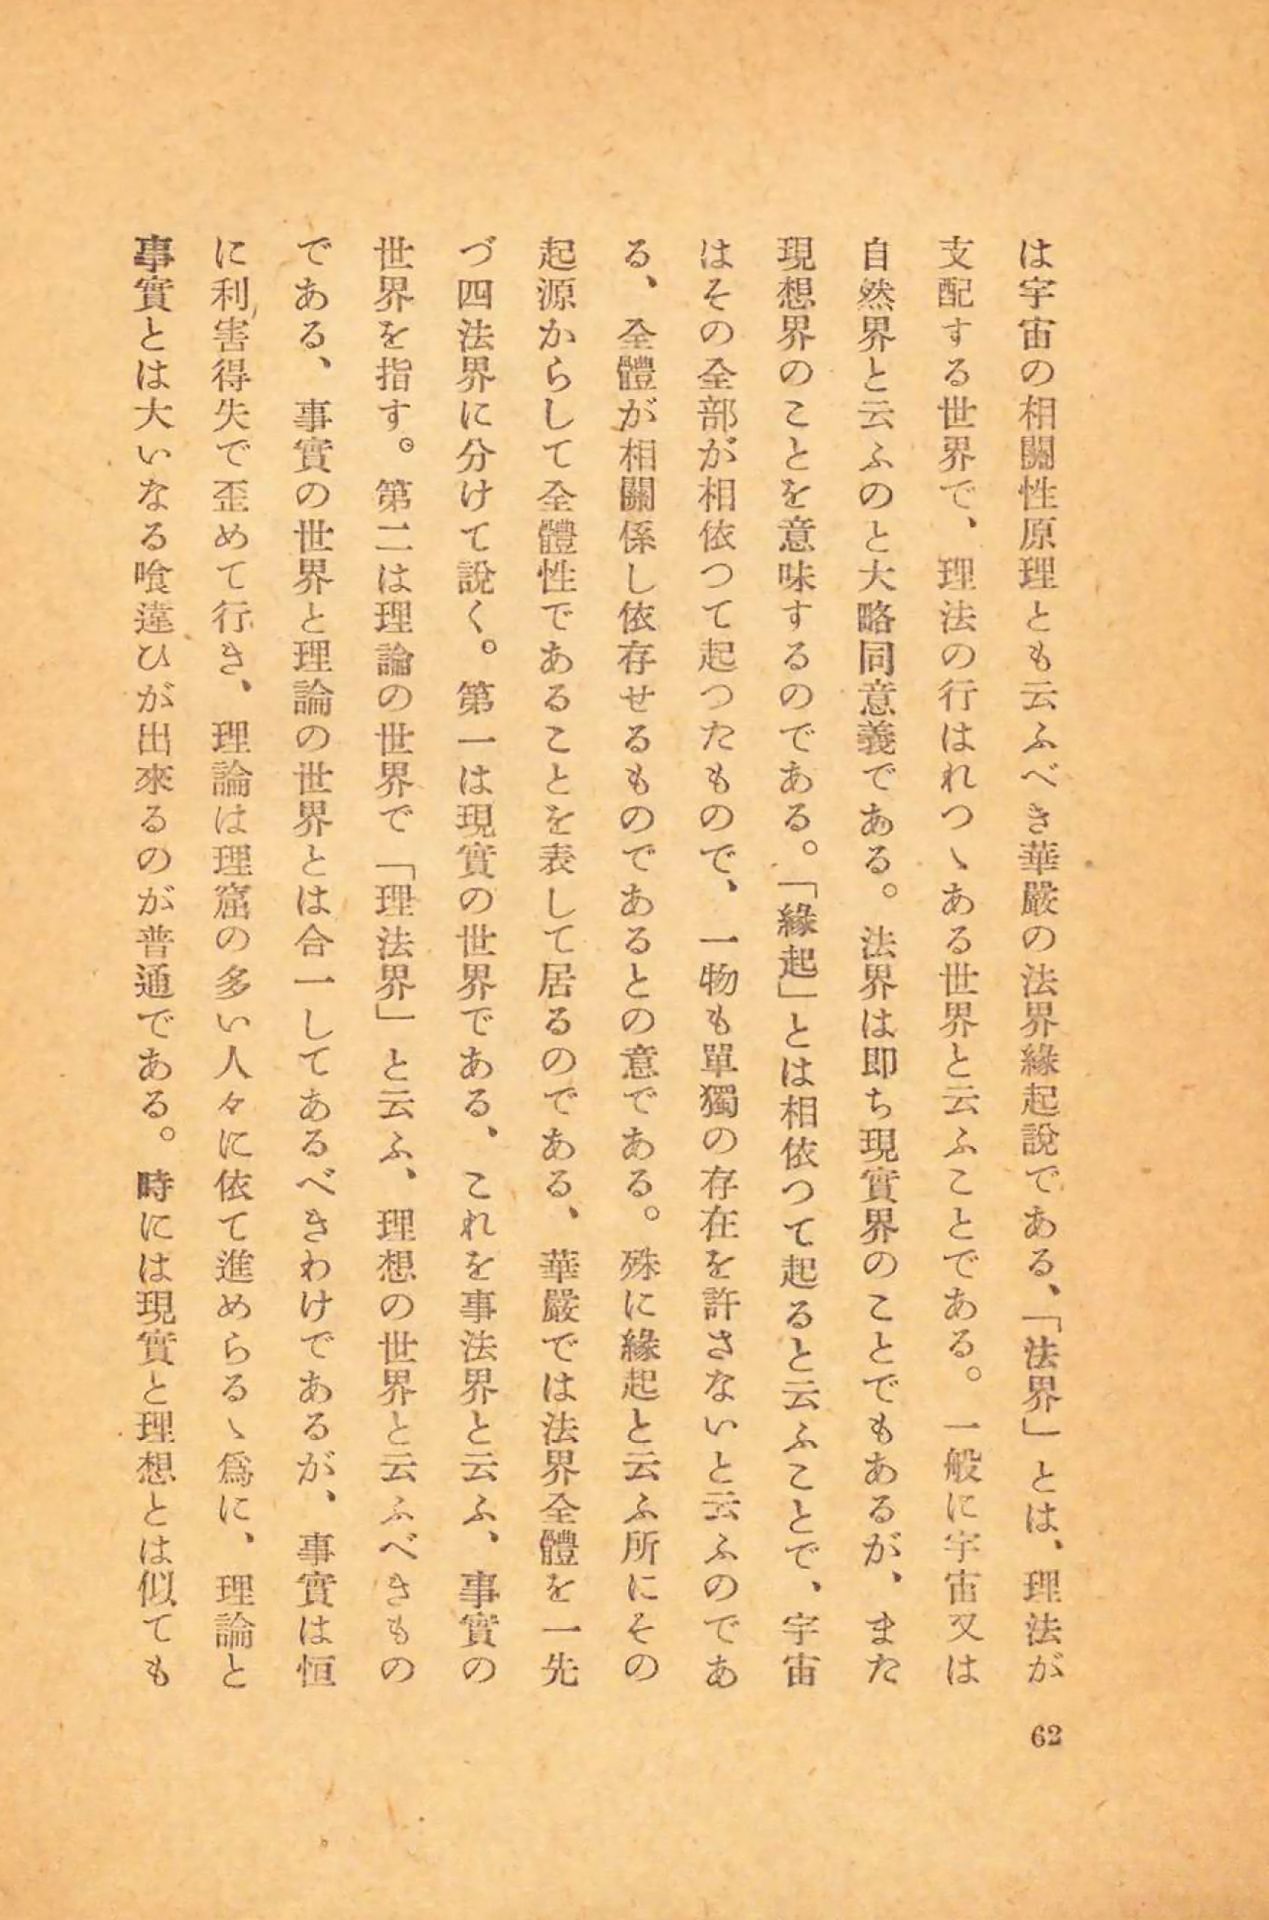 は宇宙の相關性原理とも云ふべき華嚴の法界緣起說である、「法界」とは、理法が
支配する世界で、理法の行はれつゝある世界と云ふことである。一般に宇宙又は
自然界と云ふのと大略同意義である。法界は即ち現實界のことでもあるが、また
現想界のことを意味するのである。「緣起」とは相依つて起ると云ふことで、宇宙
はその全部が相依つて起つたもので、一物も單獨の存在を許さないと云ふのであ
る、全體が相關係し依存せるものであるとの意である。殊に緣起と云ふ所にその
起源からして全體性であることを表して居るのである、華嚴では法界全體を一先
づ四法界に分けて說く。第一は現實の世界である、これを事法界と云ふ、事實の
世界を指す。第二は理論の世界で「理法界」と云ふ、理想の世界と云ふべきもの
である、事實の世界と理論の世界とは合一してあるべきわけであるが、事實は恒
に利害得失で歪めて行き、理論は理窟の多い人々に依て進めらるゝ爲に、理論と
事實とは大いなる喰違ひが出來るのが普通である。時には現實と理想とは似ても
62